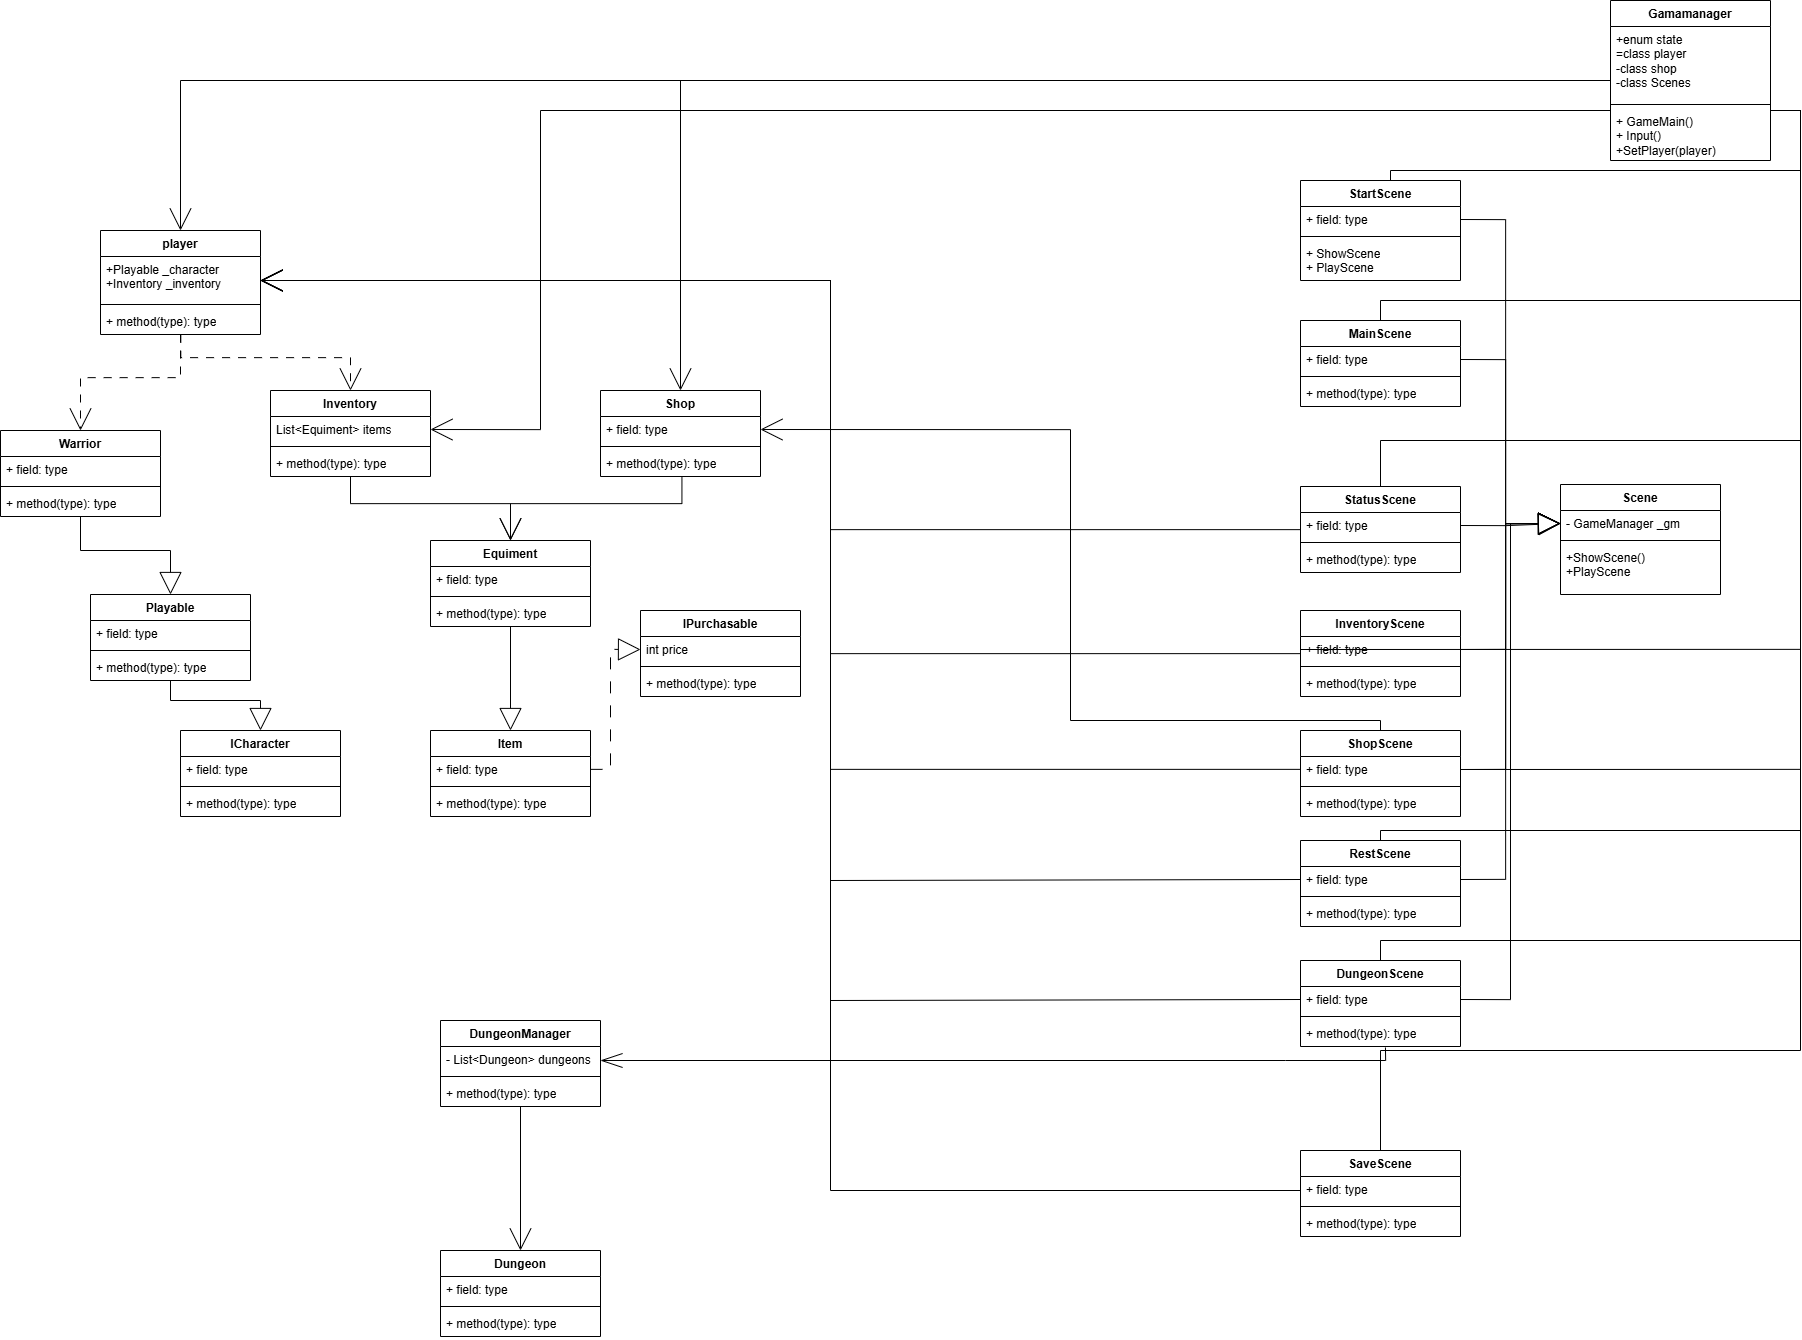 Gamamanager
+enum state
=class player
-class shop
-class Scenes
+ GameMain()
+ Input()
+SetPlayer(player)
StartScene
+ field: type
+ ShowScene
+ PlayScene
player
+Playable _character
+Inventory _inventory
+ method(type): type
MainScene
+ field: type
+ method(type): type
Inventory
List<Equiment> items
+ method(type): type
Shop
+ field: type
+ method(type): type
Warrior
+ field: type
+ method(type): type
StatusScene
+ field: type
+ method(type): type
Scene
- GameManager _gm
+ShowScene()
+PlayScene
Equiment
+ field: type
+ method(type): type
Playable
+ field: type
+ method(type): type
IPurchasable
int price
+ method(type): type
InventoryScene
+ field: type
+ method(type): type
ICharacter
+ field: type
+ method(type): type
Item
+ field: type
+ method(type): type
ShopScene
+ field: type
+ method(type): type
RestScene
+ field: type
+ method(type): type
DungeonScene
+ field: type
+ method(type): type
DungeonManager
- List<Dungeon> dungeons
+ method(type): type
SaveScene
+ field: type
+ method(type): type
Dungeon
+ field: type
+ method(type): type